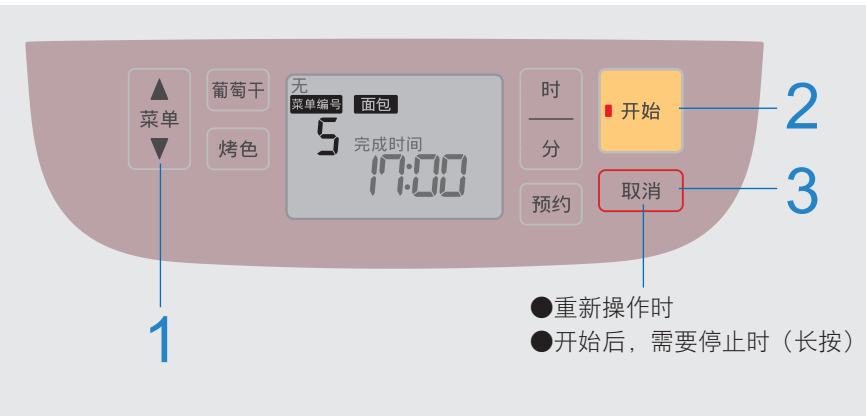 ▲
菜单
▼
葡萄干
烤色
无
菜单编号 面包
5
完成时间
17:00
时
分
预约
开始
取消
1
2
3
●重新操作时
●开始后，需要停止时（长按）